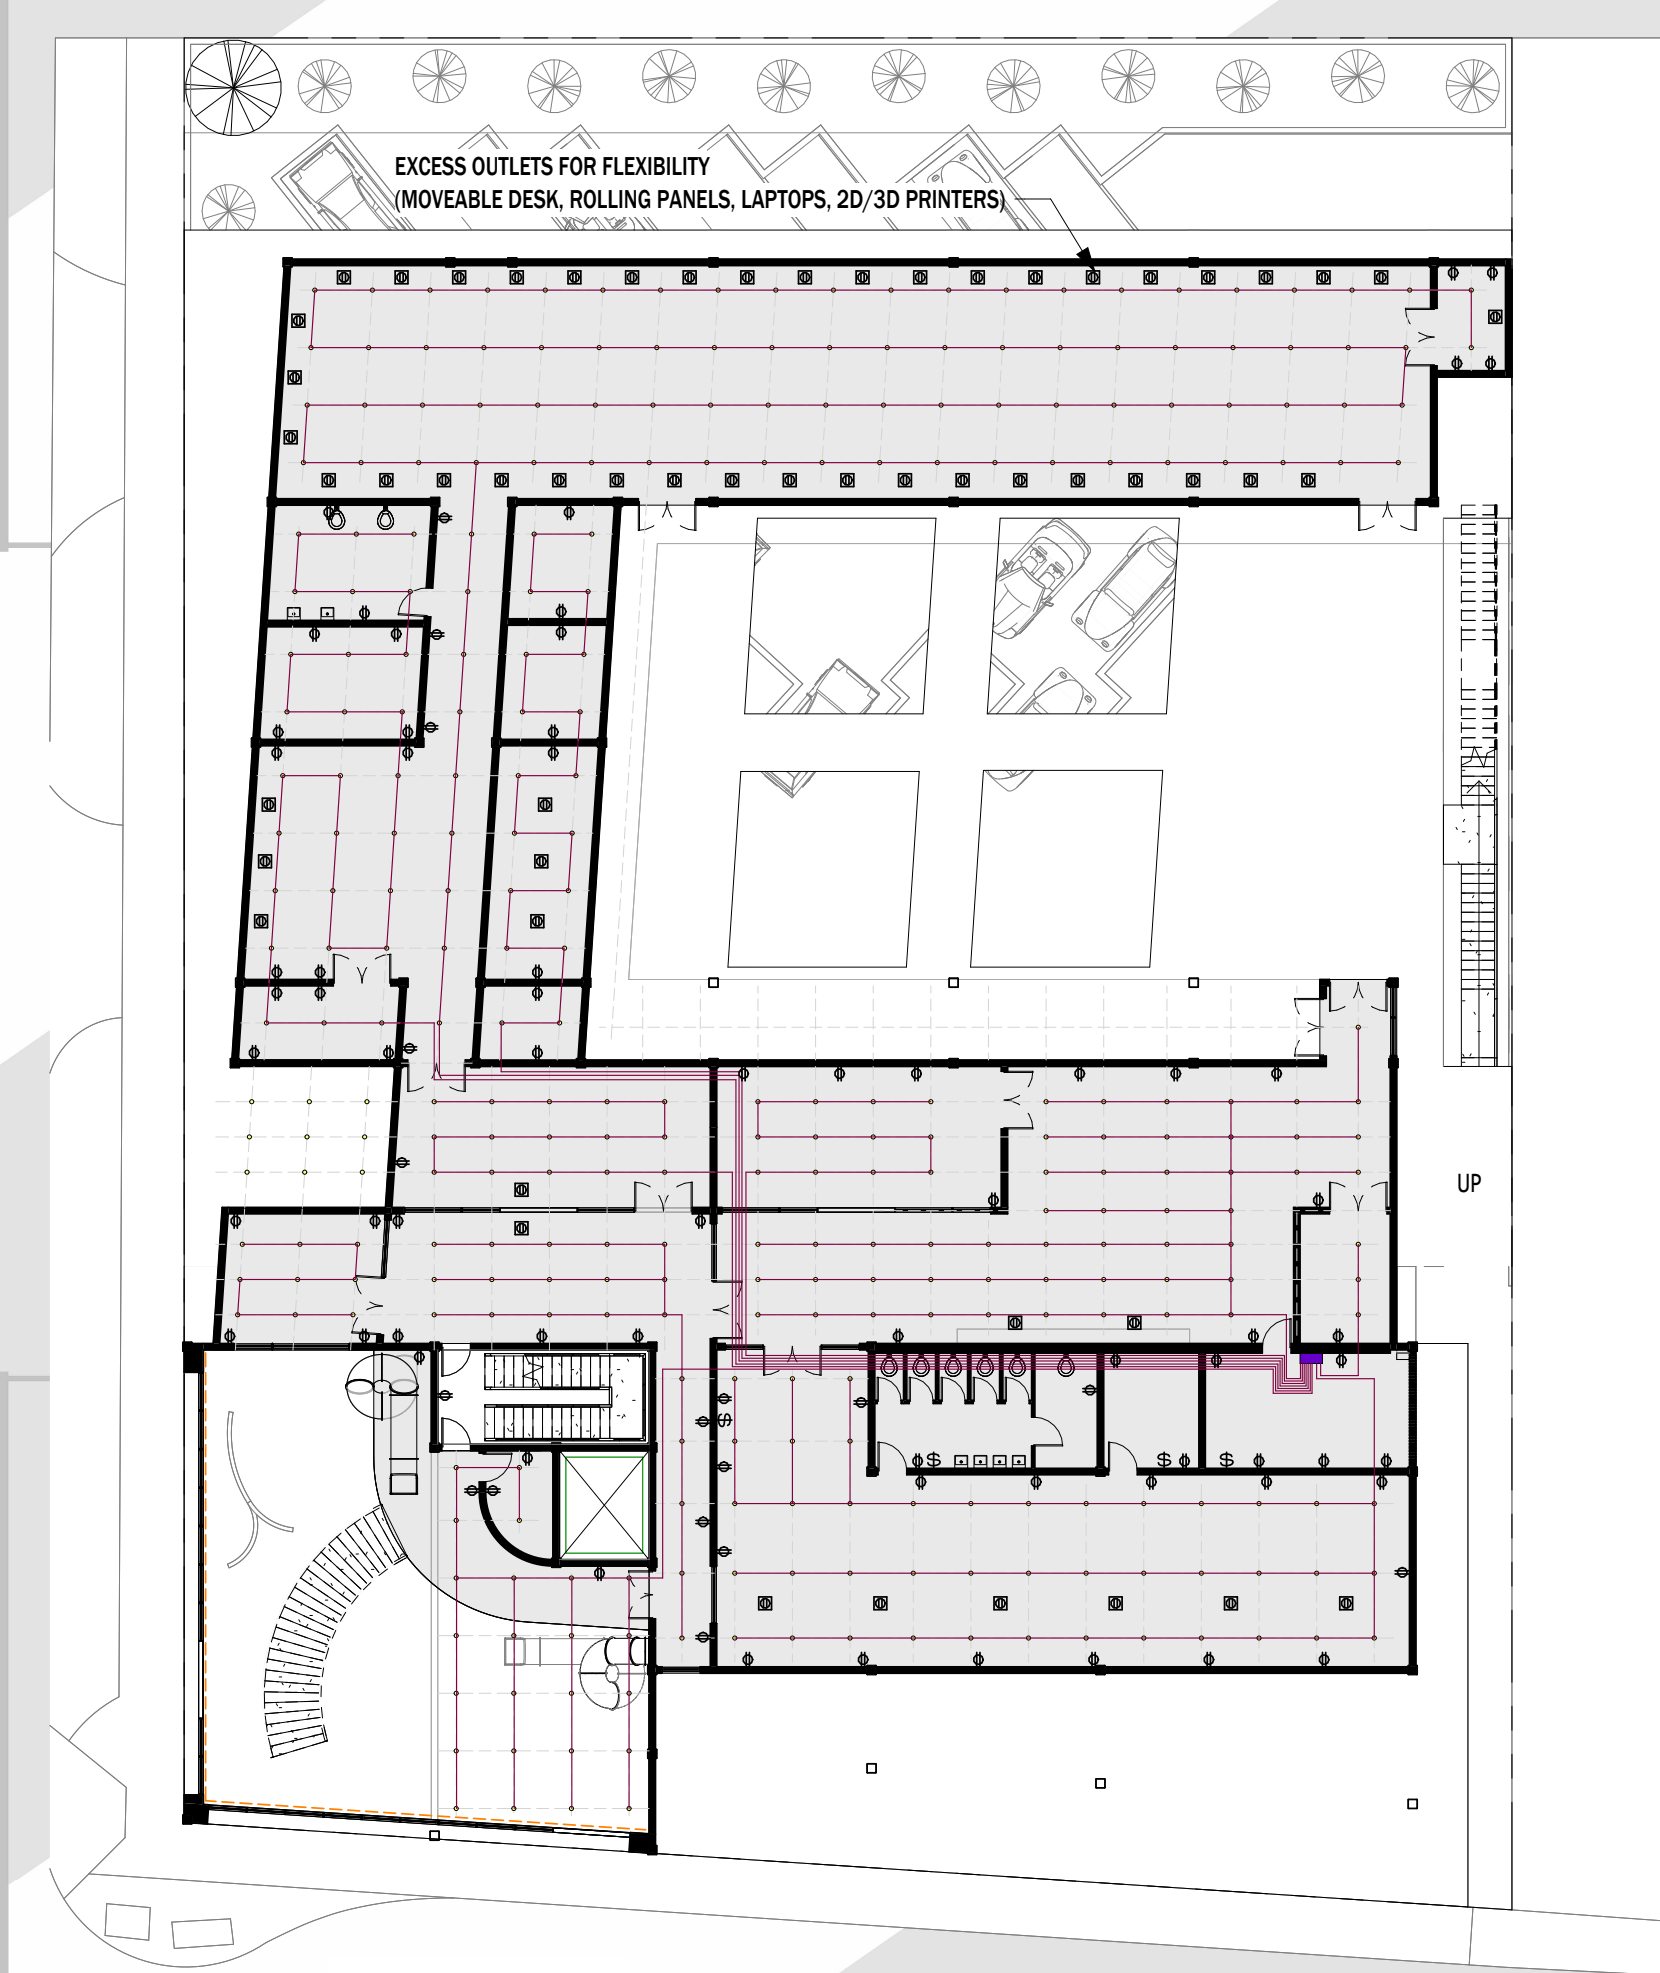 EXCESS OUTLETS FOR FLEXIBILITY
(MOVEABLE DESK, ROLLING PANELS, LAPTOPS, 2D/3D PRINTERS)
UP
$
$ $ $